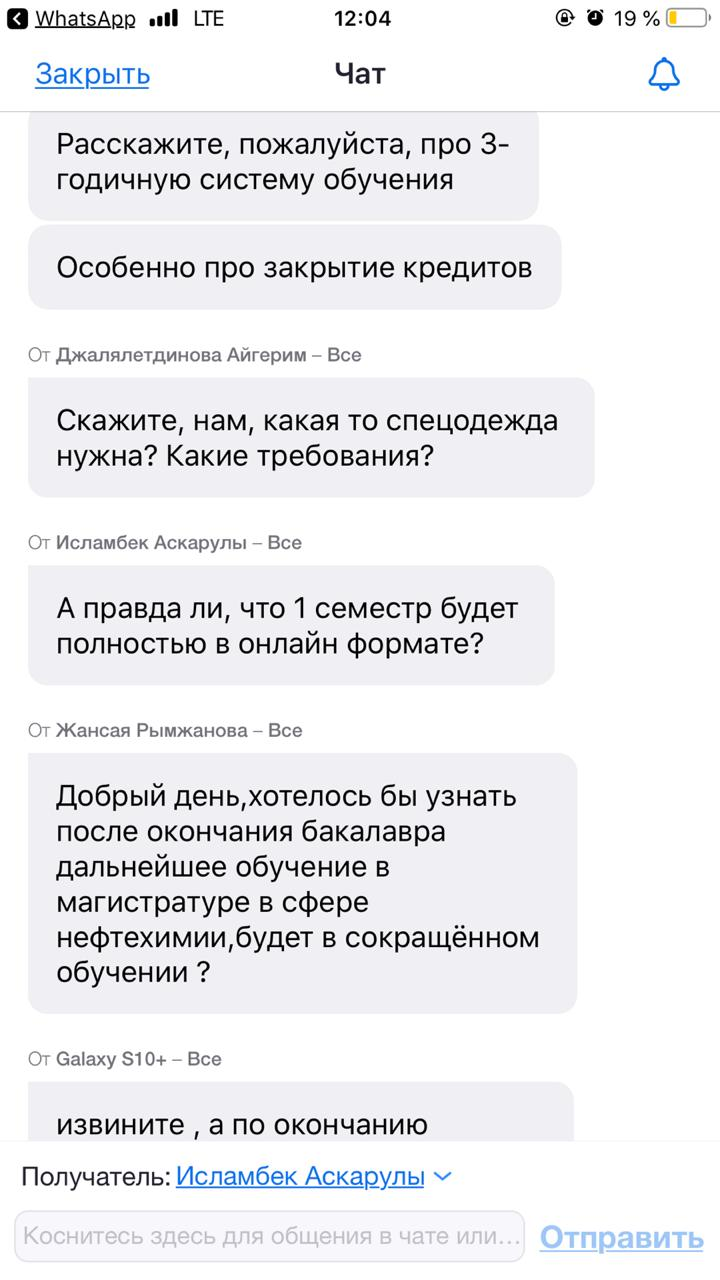 WhatsApp LTE 12:04 19 %
Закрыть Чат
Расскажите, пожалуйста, про 3-
годичную систему обучения
Особенно про закрытие кредитов
От Джалялетдинова Айгерим – Все
Скажите, нам, какая то спецодежда
нужна? Какие требования?
От Исламбек Аскарулы – Все
А правда ли, что 1 семестр будет
полностью в онлайн формате?
От Жансая Рымжанова – Все
Добрый день,хотелось бы узнать
после окончания бакалавра
дальнейшее обучение в
магистратуре в сфере
нефтехимии,будет в сокращённом
обучении ?
От Galaxy S10+ – Все
извините , а по окончанию
Получатель: Исламбек Аскарулы
Коснитесь здесь для общения в чате или... Отправить